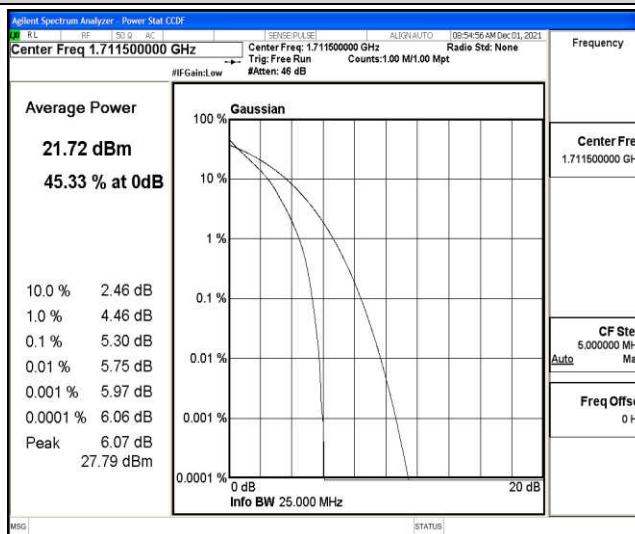 Agilent Spectrum Analyzer - Power Stat CCDF
RL RF 50 Ω AC SENSE:PULSE ALIGNAUTO 08:54:56 AM Dec 01, 2021
Center Freq 1.711500000 GHz
Center Freq: 1.711500000 GHz Radio Std: None
Trig: Free Run Counts:1.00 M/1.00 Mpt
#IFGain:Low #Atten: 46 dB
Frequency
Average Power
21.72 dBm
45.33 % at 0dB
10.0 % 2.46 dB
1.0 % 4.46 dB
0.1 % 5.30 dB
0.01 % 5.75 dB
0.001 % 5.97 dB
0.0001 % 6.06 dB
Peak 6.07 dB
27.79 dBm
Gaussian
100 %
10 %
1 %
0.1 %
0.01 %
0.001 %
0.0001 %
0 dB 20 dB
Info BW 25.000 MHz
Center Fre
1.711500000 GH
CF Ste
5.000000 MH
Auto Ma
Freq Offse
0 H
MSG STATUS